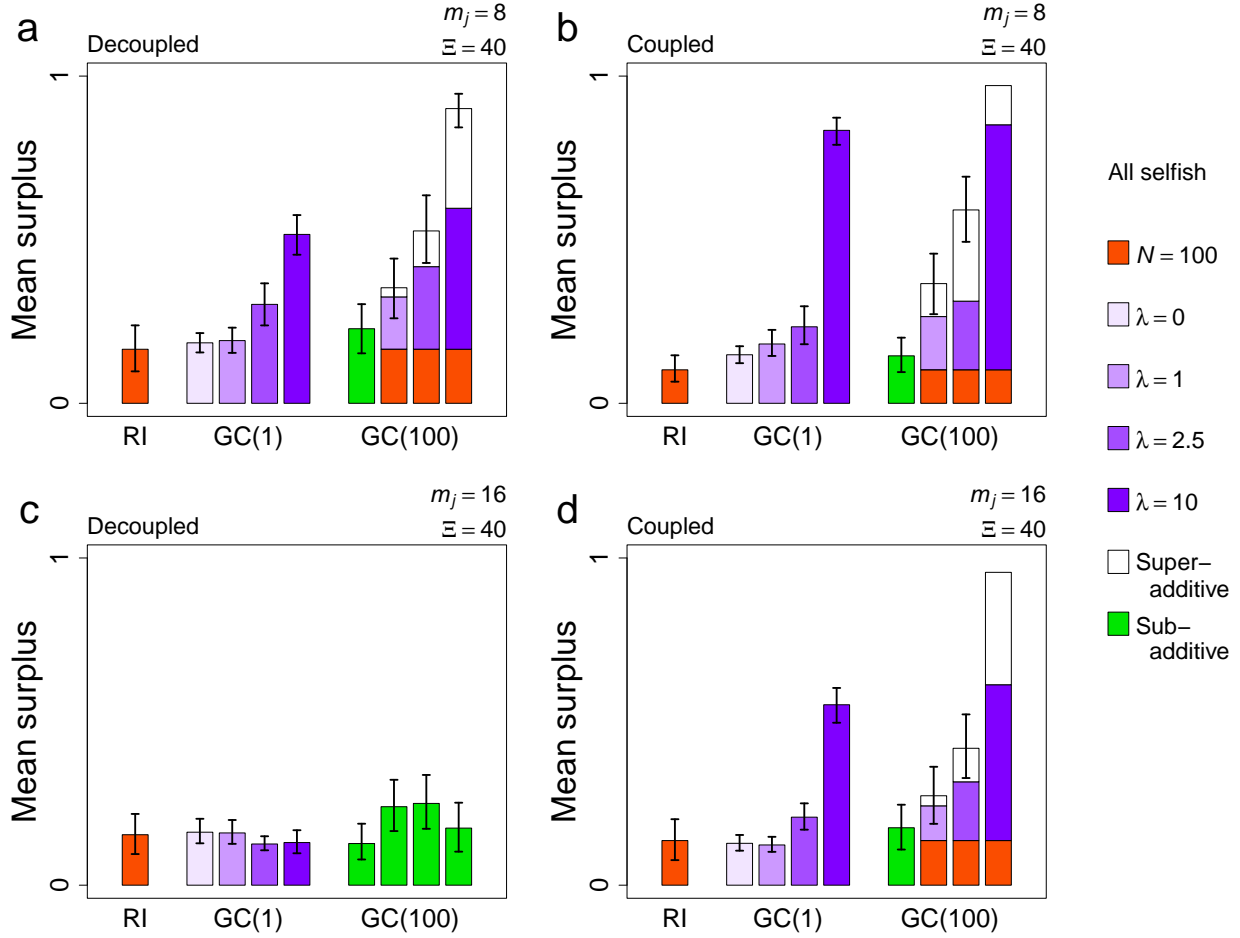 a
Decoupled
m_j = 8
Ξ = 40
Mean surplus
1
0
RI
GC(1)
GC(100)
b
Coupled
m_j = 8
Ξ = 40
Mean surplus
1
0
RI
GC(1)
GC(100)
c
Decoupled
m_j = 16
Ξ = 40
Mean surplus
1
0
RI
GC(1)
GC(100)
d
Coupled
m_j = 16
Ξ = 40
Mean surplus
1
0
RI
GC(1)
GC(100)
All selfish
N = 100
λ = 0
λ = 1
λ = 2.5
λ = 10
Super−
additive
Sub−
additive